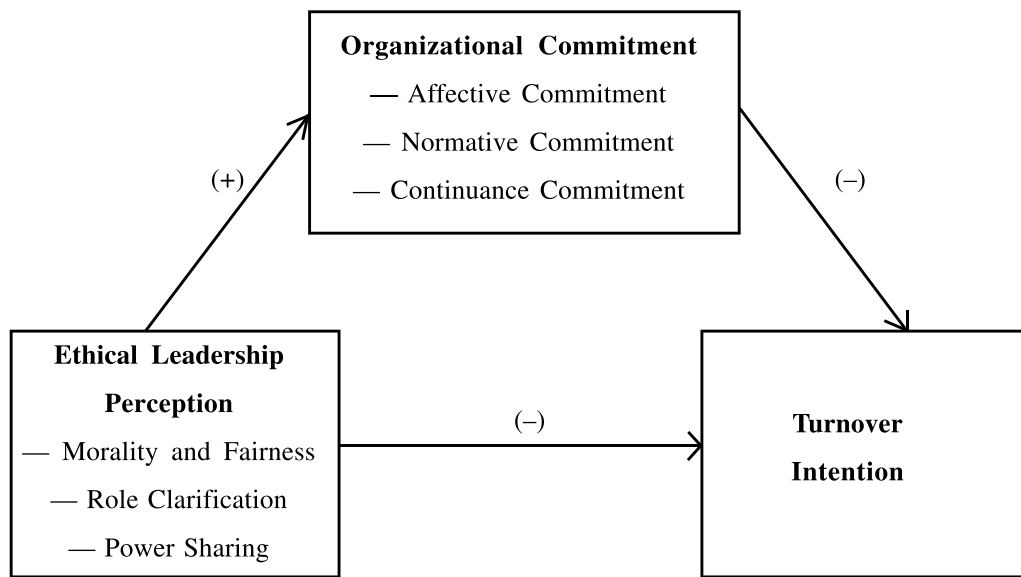 Organizational Commitment
— Affective Commitment
— Normative Commitment
— Continuance Commitment
(+)
(–)
Ethical Leadership
Perception
— Morality and Fairness
— Role Clarification
— Power Sharing
(–)
Turnover
Intention